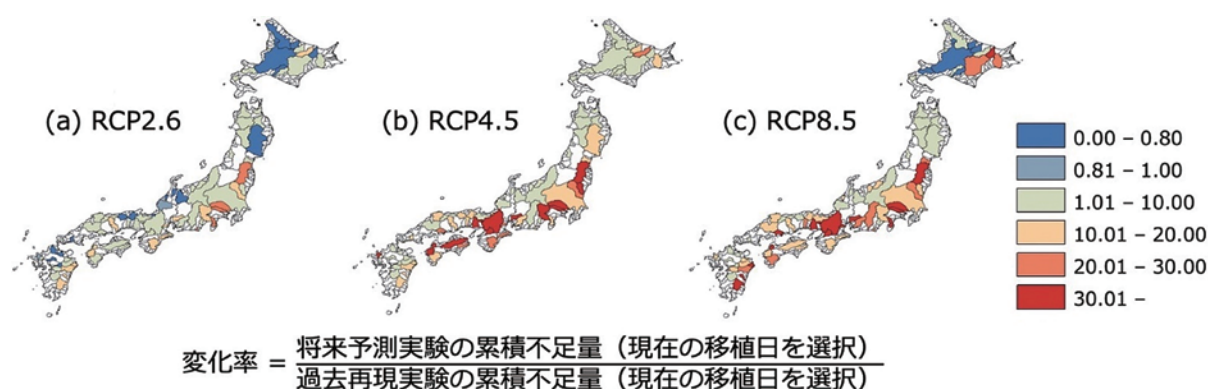 (a) RCP2.6
(b) RCP4.5
(c) RCP8.5
0.00 – 0.80
0.81 – 1.00
1.01 – 10.00
10.01 – 20.00
20.01 – 30.00
30.01 –
変化率 = 将来予測実験の累積不足量（現在の移植日を選択）
過去再現実験の累積不足量（現在の移植日を選択）